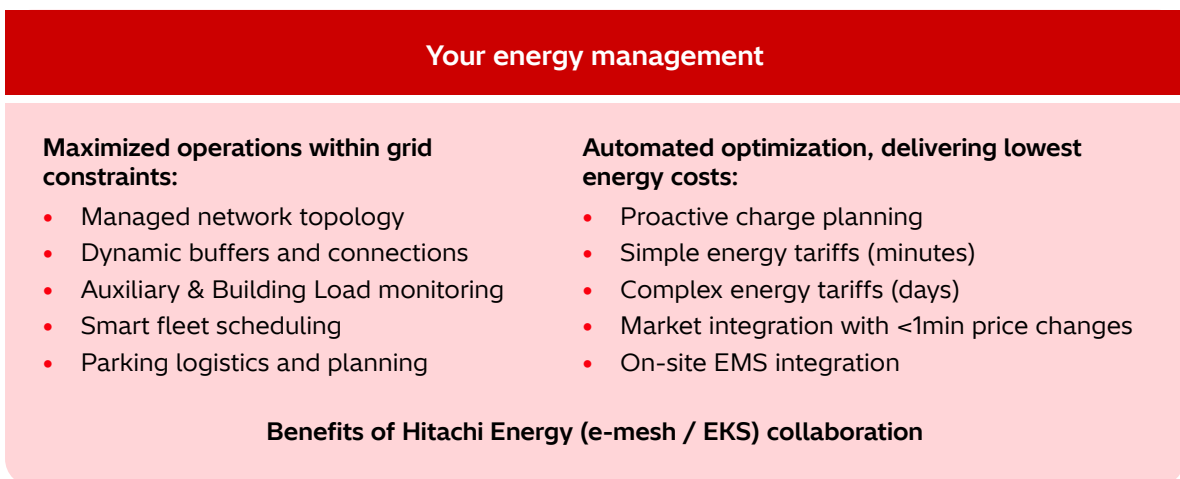 Your energy management
Maximized operations within grid
constraints:
• Managed network topology
• Dynamic buffers and connections
• Auxiliary & Building Load monitoring
• Smart fleet scheduling
• Parking logistics and planning
Automated optimization, delivering lowest
energy costs:
• Proactive charge planning
• Simple energy tariffs (minutes)
• Complex energy tariffs (days)
• Market integration with <1min price changes
• On-site EMS integration
Benefits of Hitachi Energy (e-mesh / EKS) collaboration